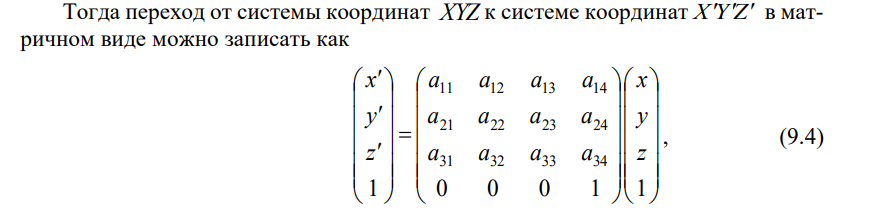 Тогда переход от системы координат XYZ к системе координат X'Y'Z' в мат-
ричном виде можно записать как
(x') (a₁₁ a₁₂ a₁₃ a₁₄) (x)
(y') (a₂₁ a₂₂ a₂₃ a₂₄) (y)
(z') = (a₃₁ a₃₂ a₃₃ a₃₄) (z) , (9.4)
(1) (0 0 0 1) (1)